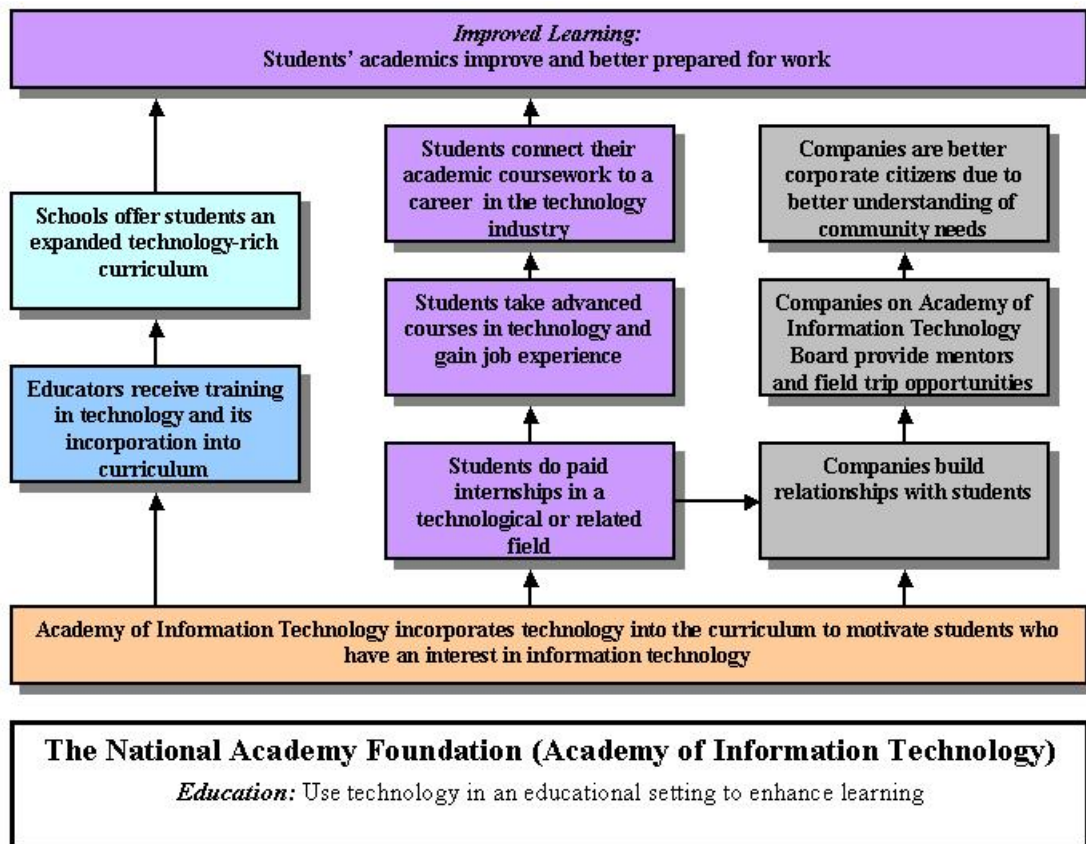 Improved Learning:
Students' academics improve and better prepared for work
Students connect their
academic coursework to a
career in the technology
industry
Companies are better
corporate citizens due to
better understanding of
community needs
Schools offer students an
expanded technology-rich
curriculum
Students take advanced
courses in technology and
gain job experience
Companies on Academy of
Information Technology
Board provide mentors
and field trip opportunities
Educators receive training
in technology and its
incorporation into
curriculum
Students do paid
internships in a
technological or related
field
Companies build
relationships with students
Academy of Information Technology incorporates technology into the curriculum to motivate students who
have an interest in information technology
The National Academy Foundation (Academy of Information Technology)
Education: Use technology in an educational setting to enhance learning